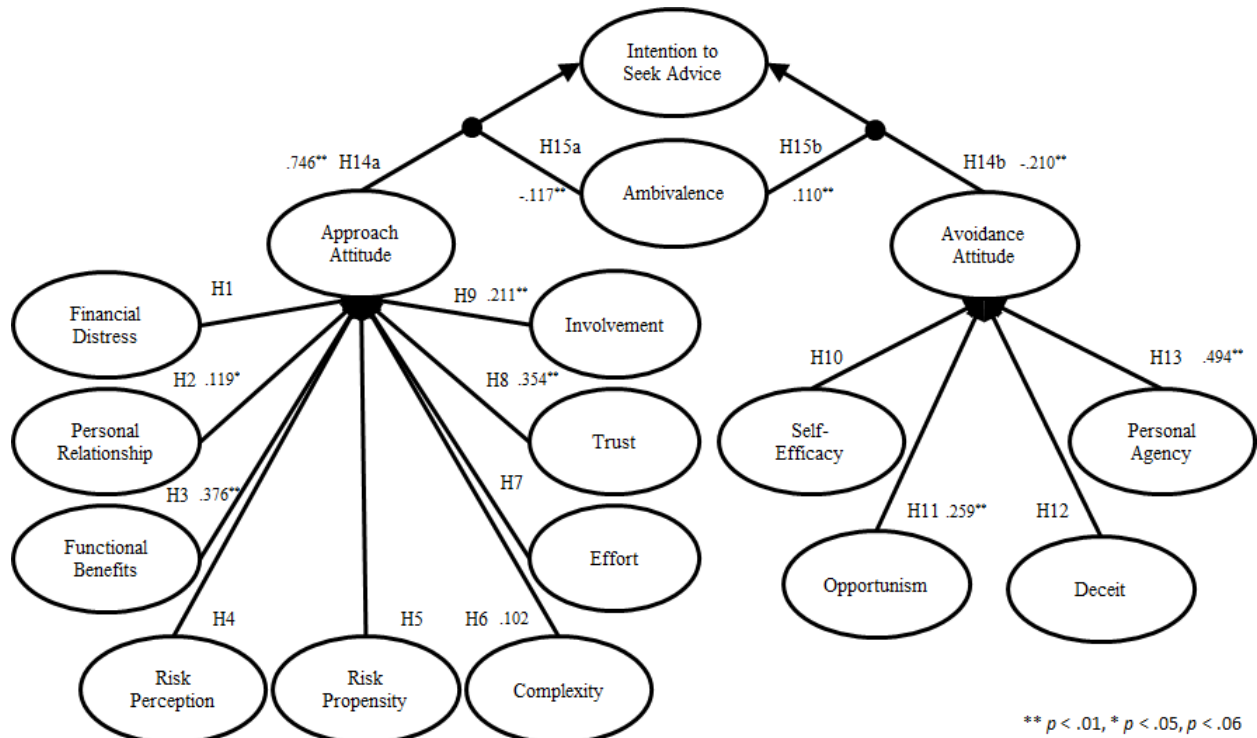 Intention to
Seek Advice
.746** H14a
H15a
H15b
H14b -.210**
-.117**
Ambivalence
.110**
Approach
Attitude
Avoidance
Attitude
H1
H9 .211**
Financial
Distress
Involvement
H10
H13 .494**
H2 .119*
H8 .354**
Personal
Relationship
Trust
Self-
Efficacy
Personal
Agency
H3 .376**
H7
H11 .259**
H12
Functional
Benefits
Effort
Opportunism
Deceit
H4
H5
H6 .102
Risk
Perception
Risk
Propensity
Complexity
** p < .01, * p < .05, p < .06